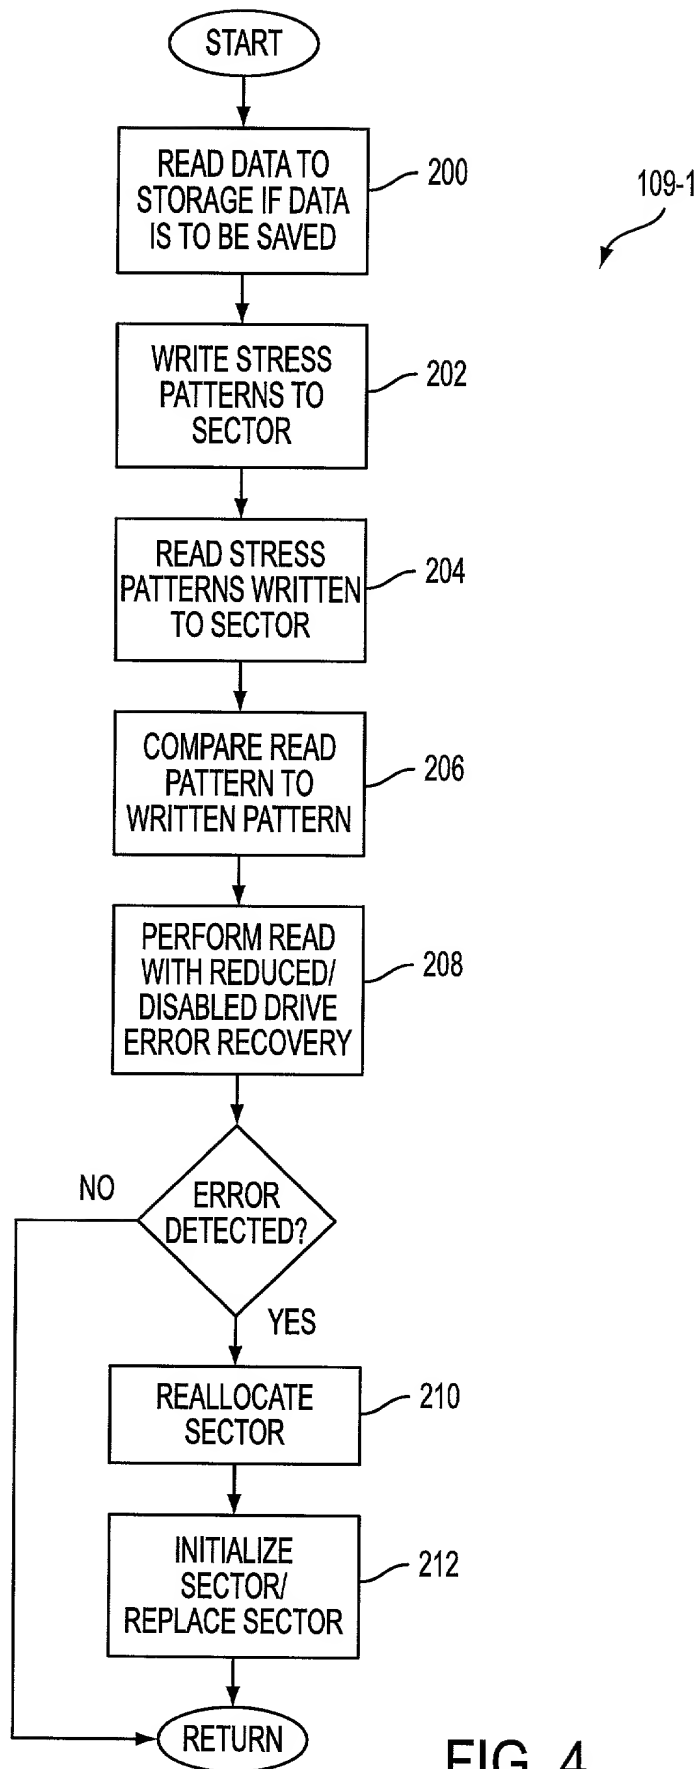 START
READ DATA TO
STORAGE IF DATA
IS TO BE SAVED
200
109-1
WRITE STRESS
PATTERNS TO
SECTOR
202
READ STRESS
PATTERNS WRITTEN
TO SECTOR
204
COMPARE READ
PATTERN TO
WRITTEN PATTERN
206
PERFORM READ
WITH REDUCED/
DISABLED DRIVE
ERROR RECOVERY
208
NO
ERROR
DETECTED?
YES
REALLOCATE
SECTOR
210
INITIALIZE
SECTOR/
REPLACE SECTOR
212
RETURN
FIG. 4